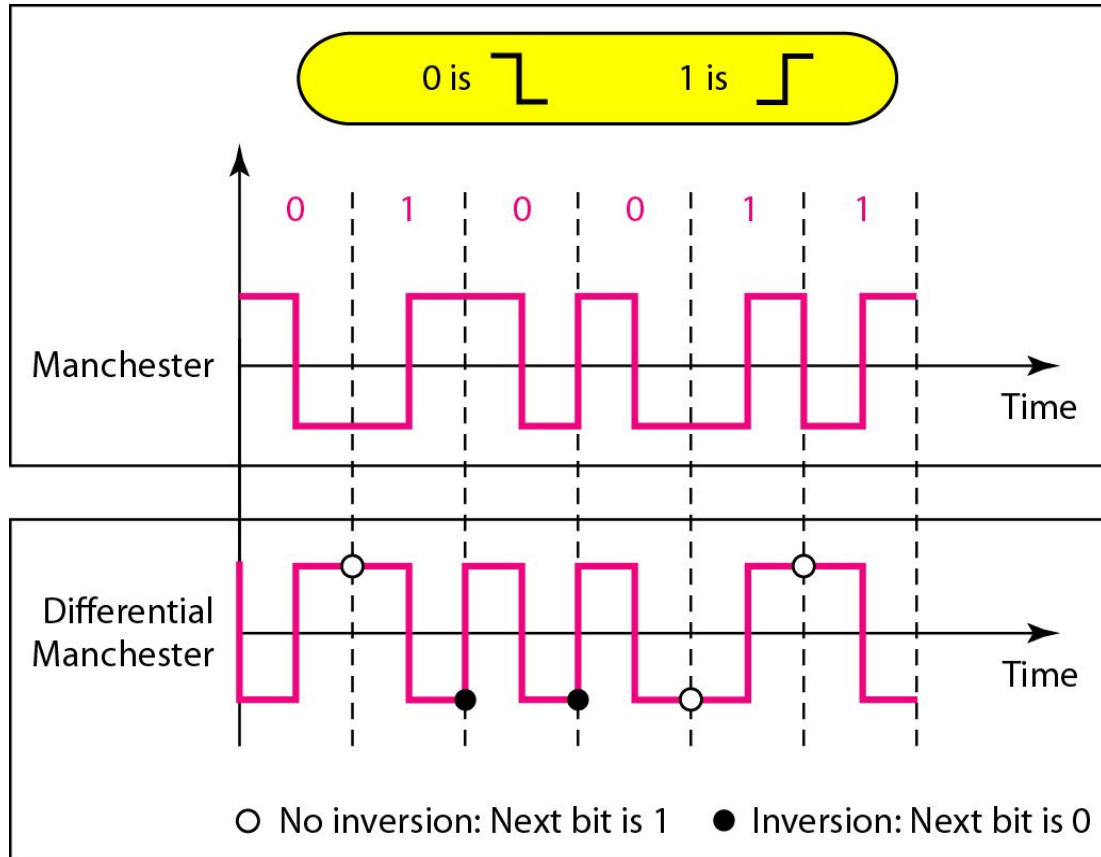 0 is 1 is
0 1 0 0 1 1
Manchester
Time
Differential
Manchester
Time
No inversion: Next bit is 1 Inversion: Next bit is 0